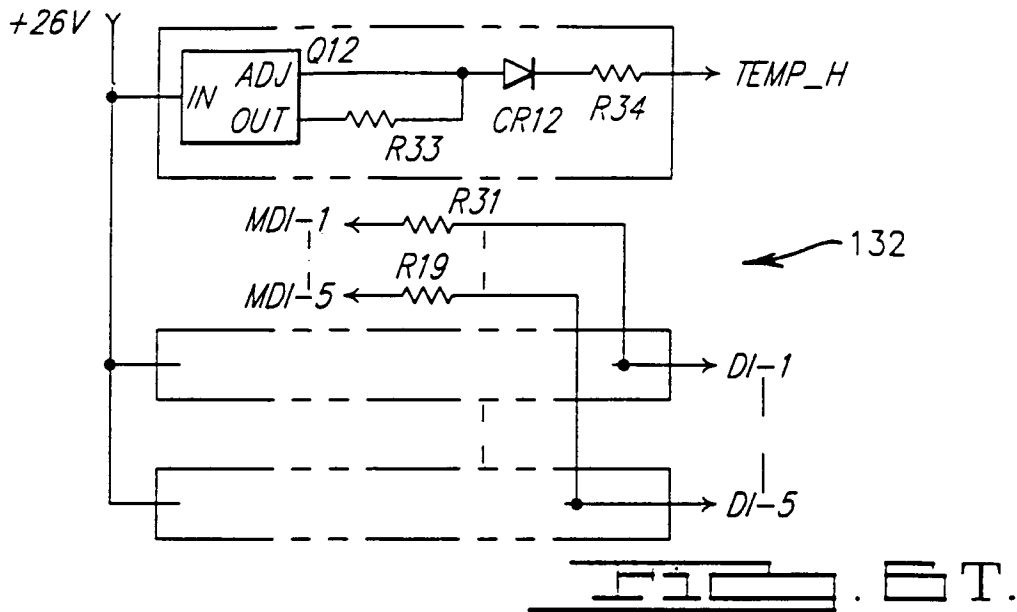 +26V
Q12
ADJ
IN
OUT
R33
CR12
R34
TEMP_H
MDI-1
R31
132
MDI-5
R19
DI-1
DI-5
T.